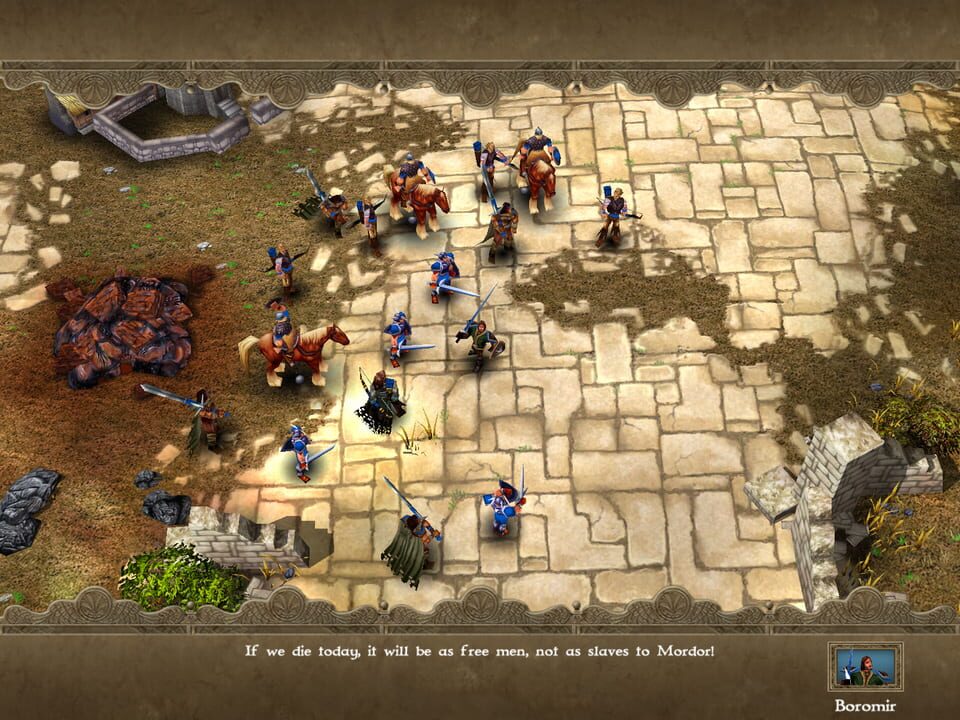 If we die today, it will be as free men, not as slaves to Mordor!
Boromir